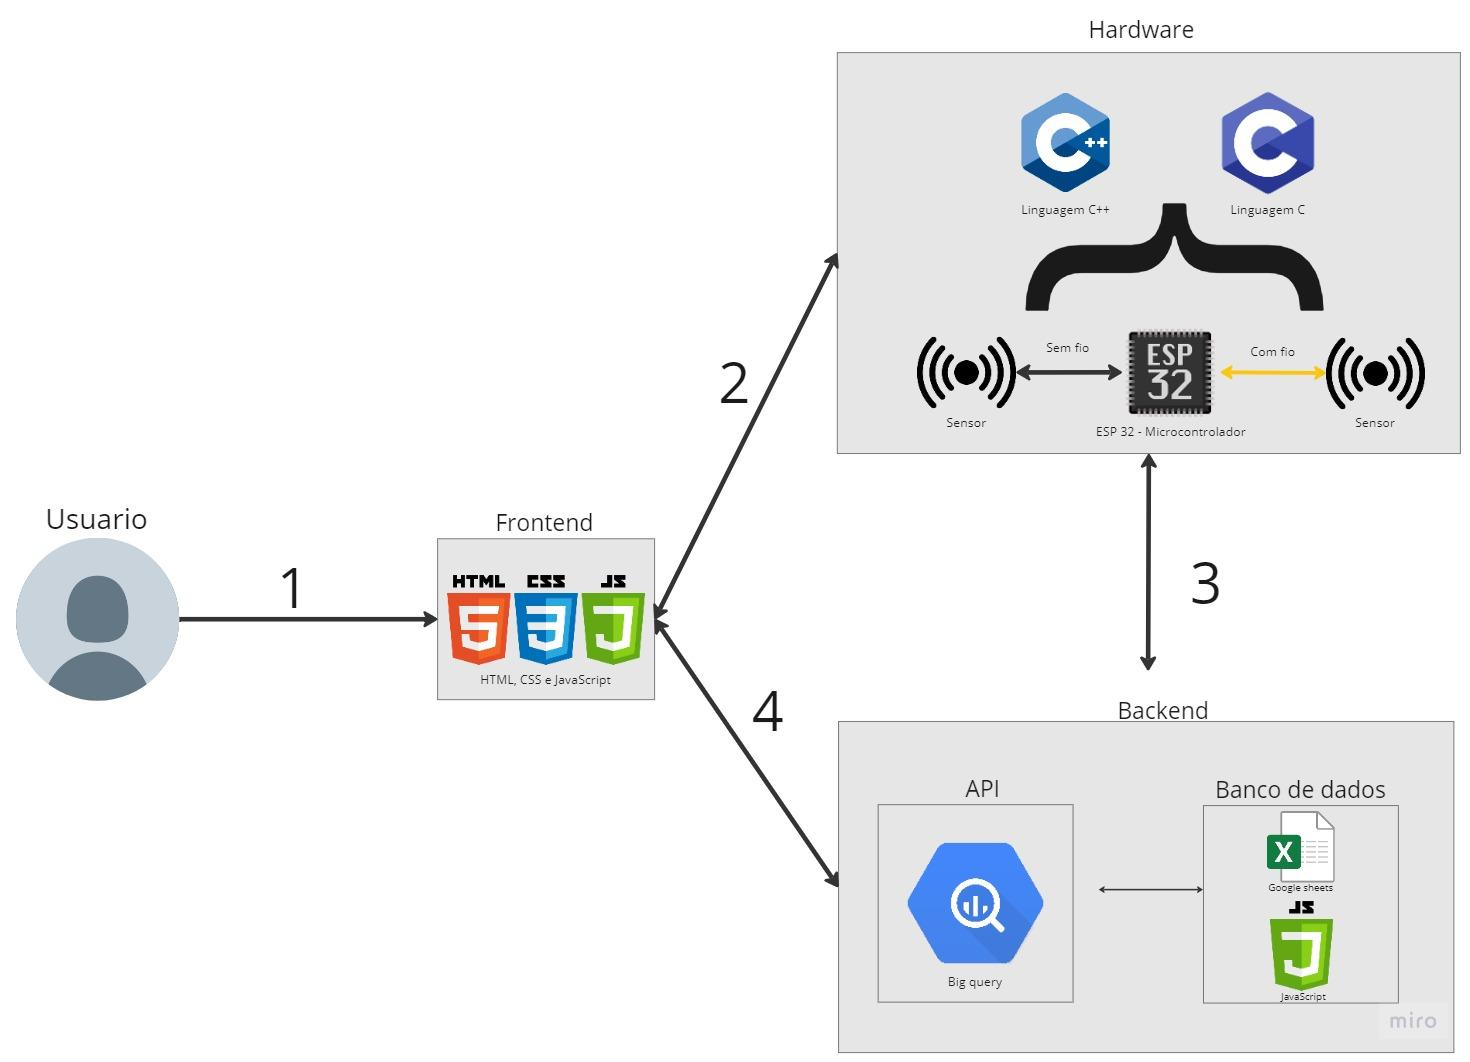 Hardware
C++
C
Linguagem C++
Linguagem C
Sem fio
Com fio
ESP
32
Sensor
Sensor
ESP 32 - Microcontrolador
2
Usuario
1
Frontend
HTML
CSS
JS
5
3
HTML, CSS e JavaScript
3
4
Backend
API
Banco de dados
X
Google sheets
JS
Big query
JavaScript
miro